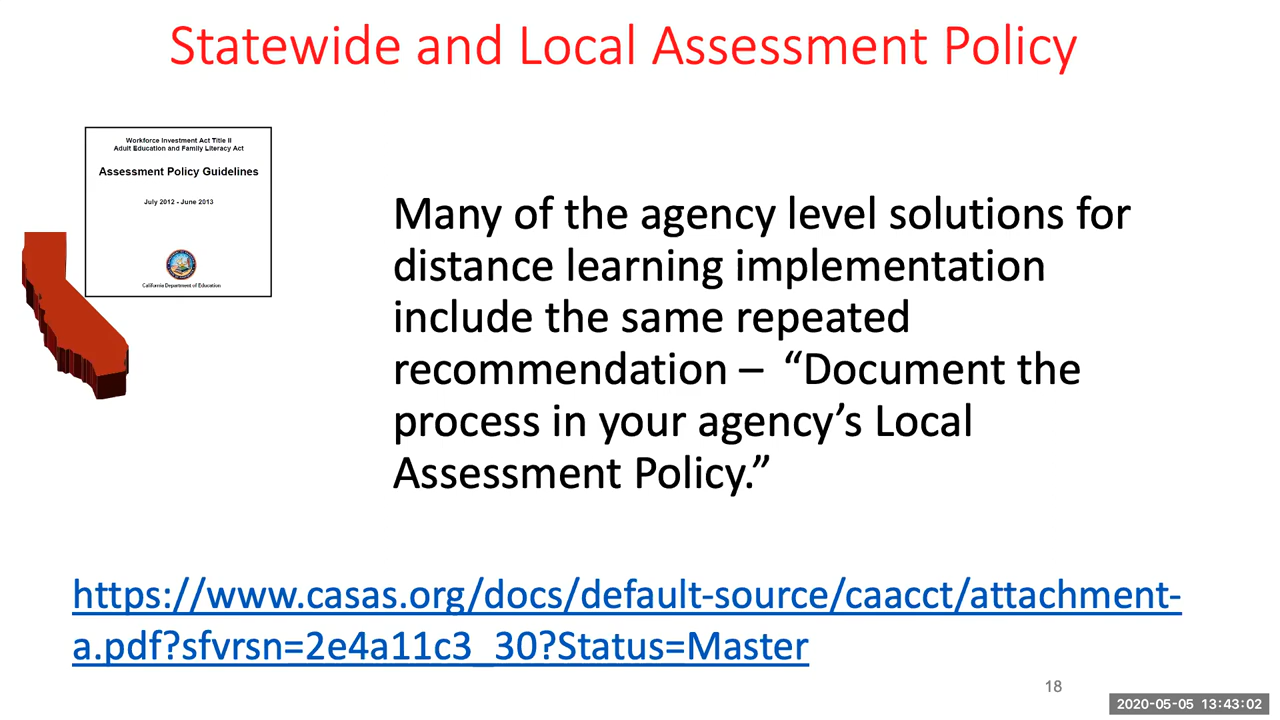 Statewide and Local Assessment Policy
Workforce Investment Act Title II
Adult Education and Family Literacy Act
Assessment Policy Guidelines
July 2012 - June 2013
California Department of Education
Many of the agency level solutions for
distance learning implementation
include the same repeated
recommendation – “Document the
process in your agency’s Local
Assessment Policy.”
https://www.casas.org/docs/default-source/caacct/attachment-
a.pdf?sfvrsn=2e4a11c3_30?Status=Master
18
2020-05-05 13:43:02